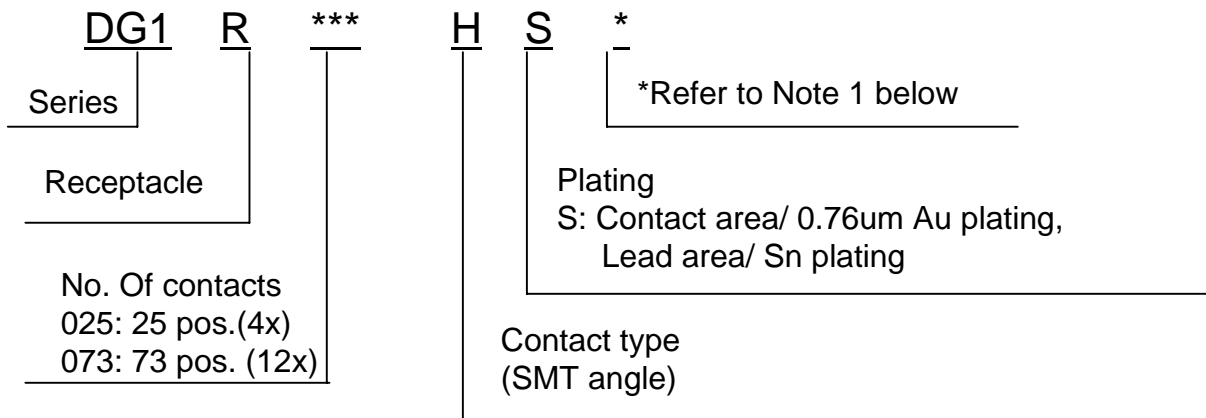 DG1 R *** H S *
Series
*Refer to Note 1 below
Receptacle
Plating
S: Contact area/ 0.76um Au plating,
Lead area/ Sn plating
No. Of contacts
025: 25 pos.(4x)
073: 73 pos. (12x)
Contact type
(SMT angle)